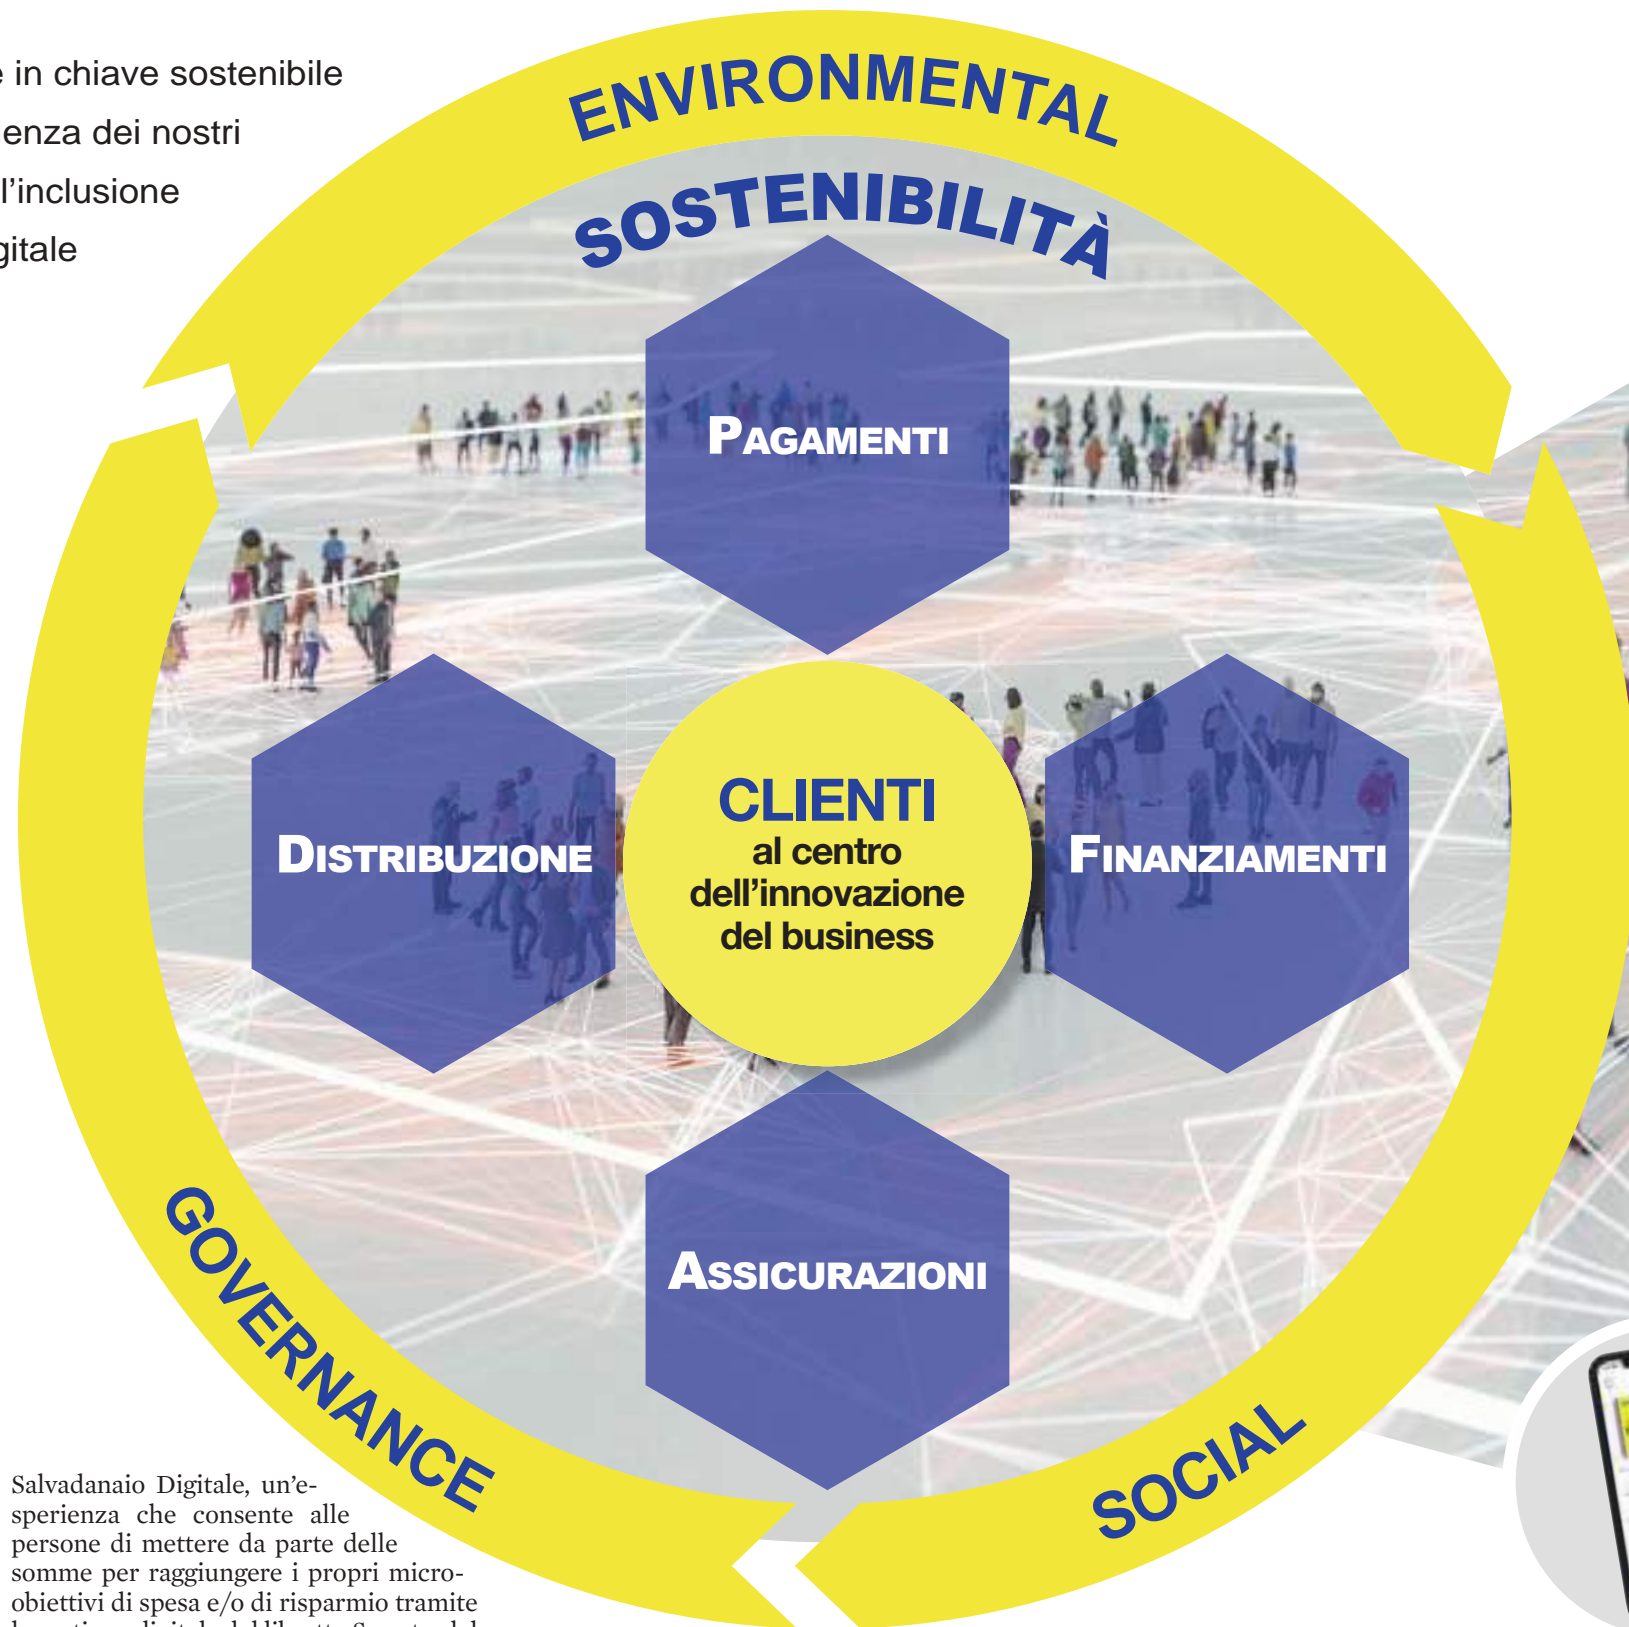 e in chiave sostenibile
enza dei nostri
l'inclusione
gitale
ENVIRONMENTAL
SOSTENIBILITÀ
PAGAMENTI
DISTRIBUZIONE
CLIENTI
al centro
dell'innovazione
del business
FINANZIAMENTI
ASSICURAZIONI
GOVERNANCE
SOCIAL
Salvadanaio Digitale, un'e-
sperienza che consente alle
persone di mettere da parte delle
somme per raggiungere i propri micro-
obiettivi di spesa e/o di risparmio tramite